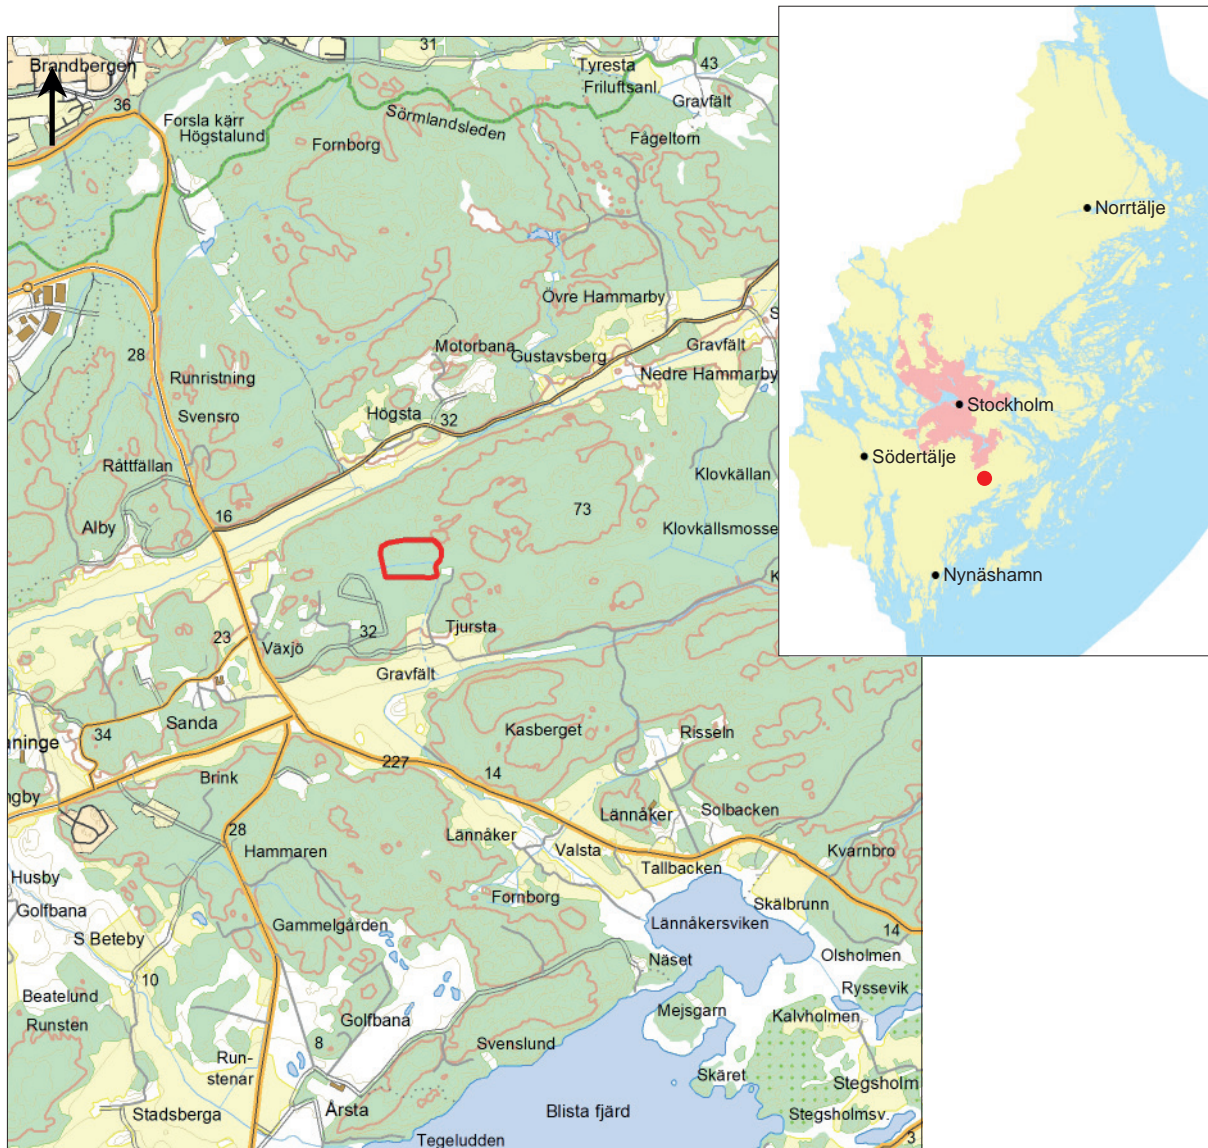 31
Tyresta
Friluftsanl.
43
Gravfält
Brandbergen
36
Forsla kärr
Högstalund
Sörmlandsleden
Fornborg
Fågeltorn
Norrtälje
Övre Hammarby
28
Motorbana
Gustavsberg
Gravfält
S
Nedre Hammarby
Runristning
Svensro
Högsta
32
Stockholm
Södertälje
Råttfällan
Klovkällan
16
73
Alby
Klovkällsmosse
K
Nynäshamn
23
32
Tjursta
Växjö
Gravfält
Sanda
34
aninge
Kasberget
Risseln
227
14
Brink
ngby
28
Hammaren
Lännåker
Lännåker
Solbacken
Valsta
Tallbacken
Kvarnbro
Husby
Golfbana
Fornborg
Skälbrunn
Gammelgården
Lännåkersviken
14
S Beteby
Olsholmen
Näset
10
Ryssevik
Beatelund
Runsten
Mejsgarn
Kalvholmen
Golfbana
8
Svenslund
Run-
stenar
Skäret
Stegsholm
Stadsberga
Årsta
Blista fjärd
Stegsholmsv.
3
Tegeludden